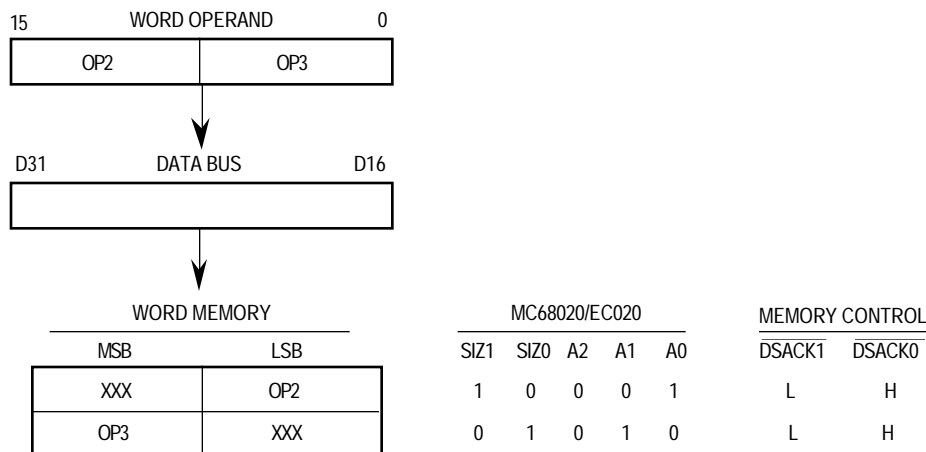 15 WORD OPERAND 0
OP2 OP3
D31 DATA BUS D16
WORD MEMORY MC68020/EC020 MEMORY CONTROL
MSB LSB SIZ1 SIZ0 A2 A1 A0 DSACK1 DSACK0
XXX OP2 1 0 0 0 1 L H
OP3 XXX 0 1 0 1 0 L H